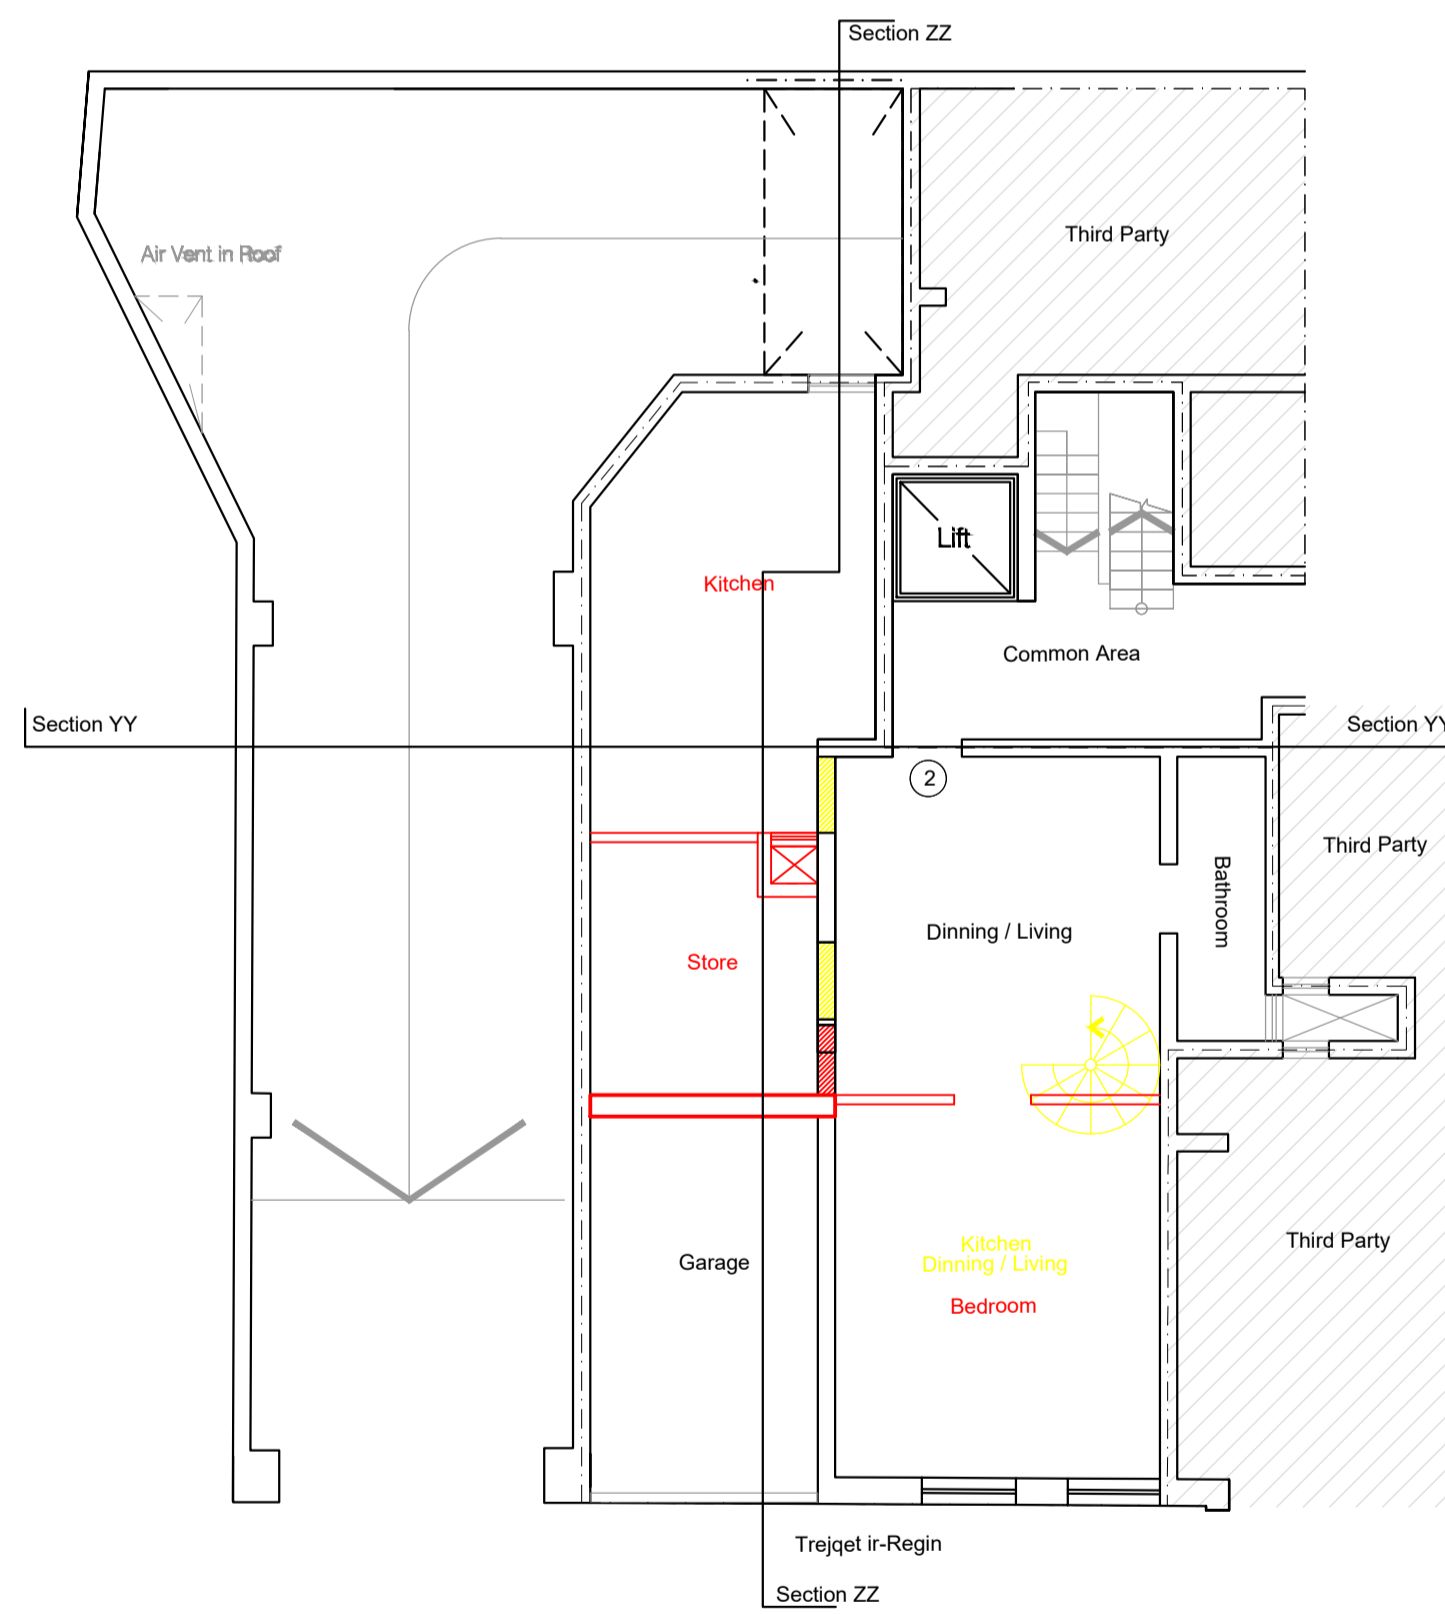 Section ZZ
Third Party
Air Vent in Roof
Lift
Kitchen
Common Area
Section YY
Section YY
2
Third Party
Bathroom
Dinning / Living
Store
Third Party
Kitchen
Dinning / Living
Garage
Bedroom
Trejqet ir-Regin
Section ZZ